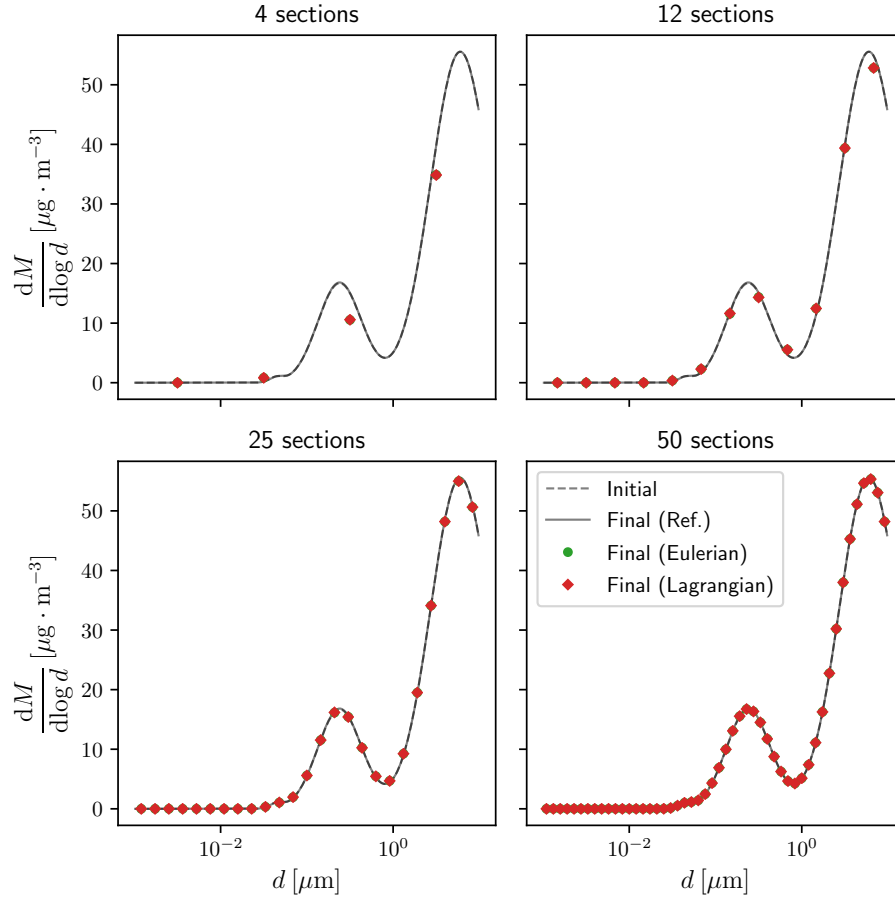 4 sections
12 sections
50
40
30
20
10
0
dM/dlog d [μg · m⁻³]
25 sections
50 sections
50
40
30
20
10
0
dM/dlog d [μg · m⁻³]
Initial
Final (Ref.)
Final (Eulerian)
Final (Lagrangian)
10⁻² 10⁰
10⁻² 10⁰
d [μm]
d [μm]